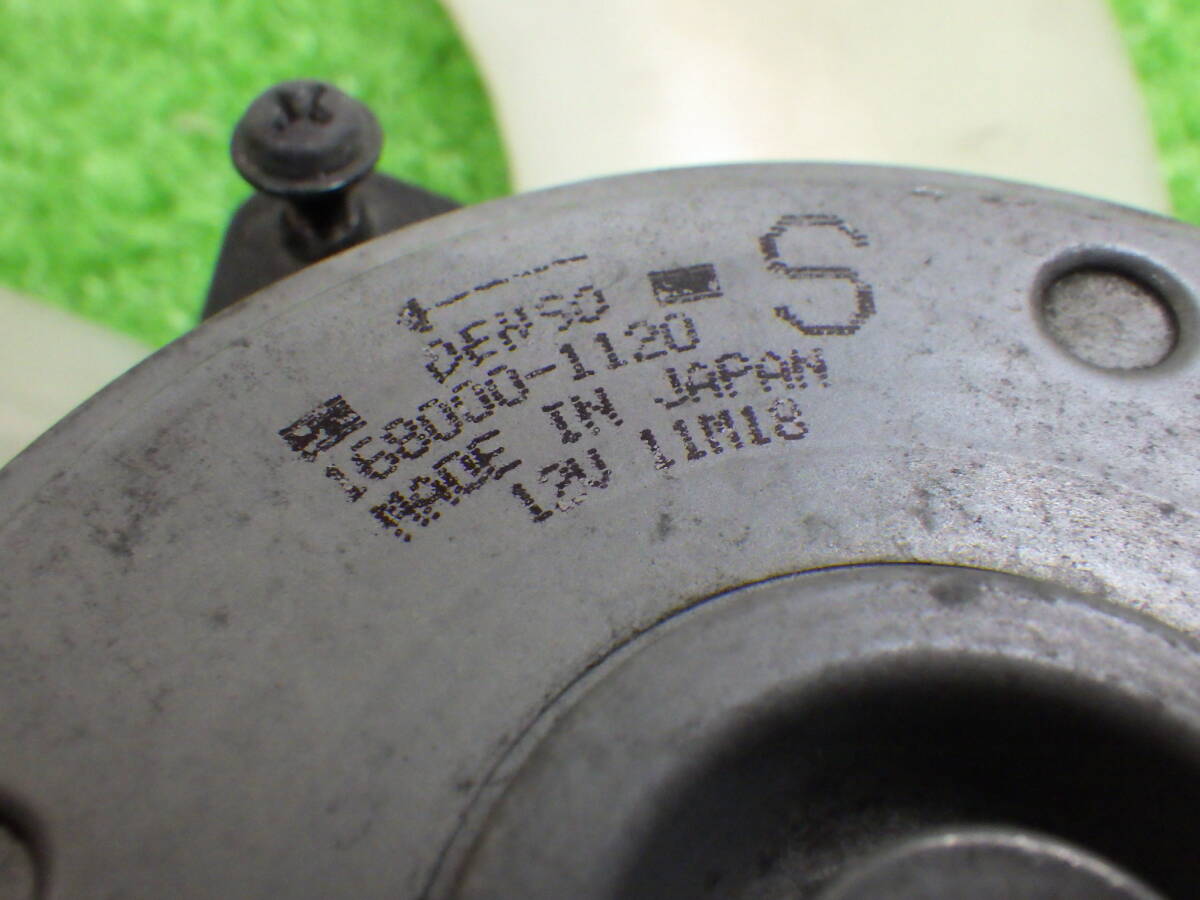 S
DENSO
168000-1120
MADE IN JAPAN
12V 11M18